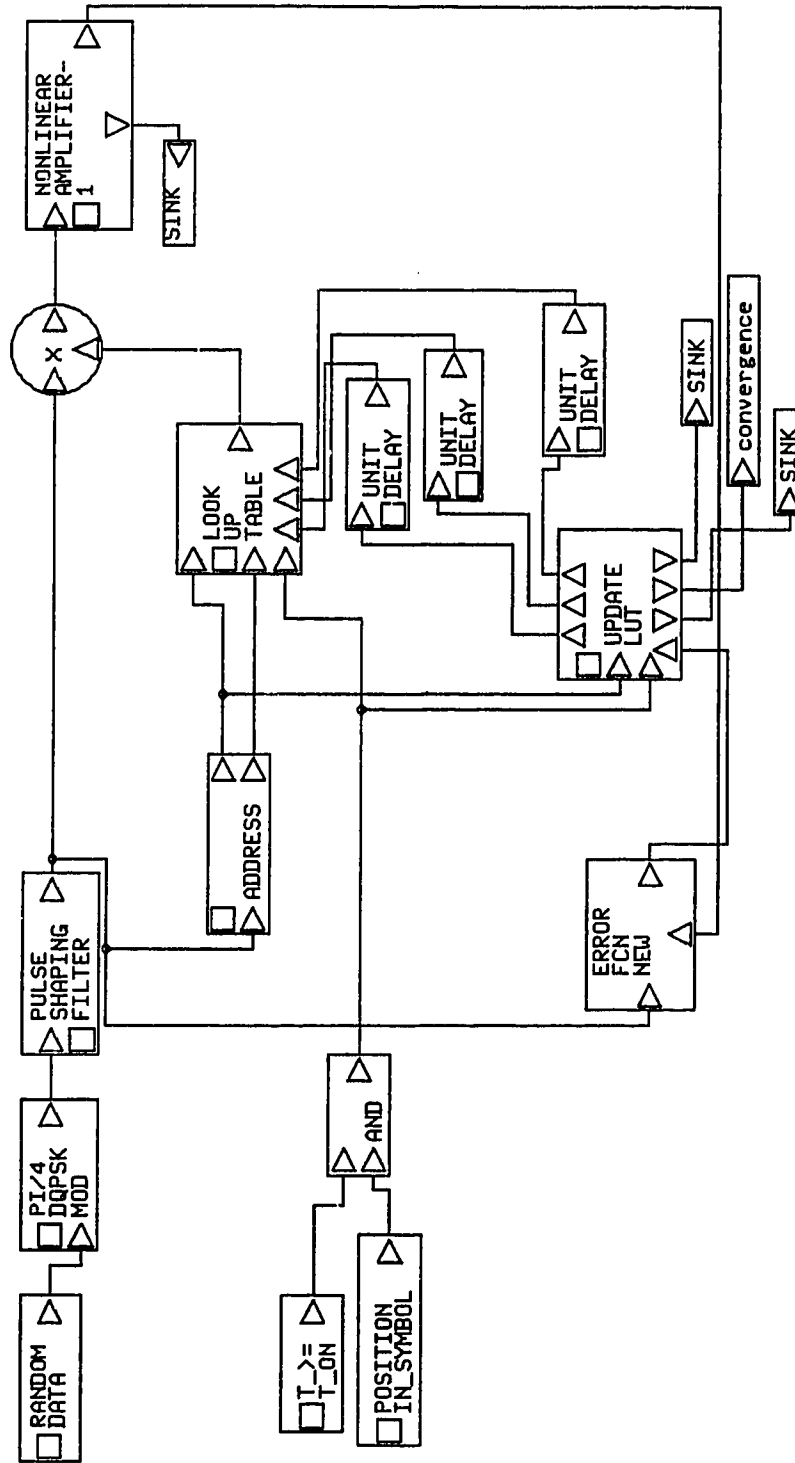 RANDOM
DATA
PI/4
DQPSK
MOD
PULSE
SHAPING
FILTER
X
NONLINEAR
AMPLIFIER-
1
SINK
ADDRESS
LOOK
UP
TABLE
T_>=
T_ON
POSITION
IN_SYMBOL
AND
UNIT
DELAY
UNIT
DELAY
UNIT
DELAY
ERROR
FCN
NEW
UPDATE
LUT
SINK
convergence
SINK